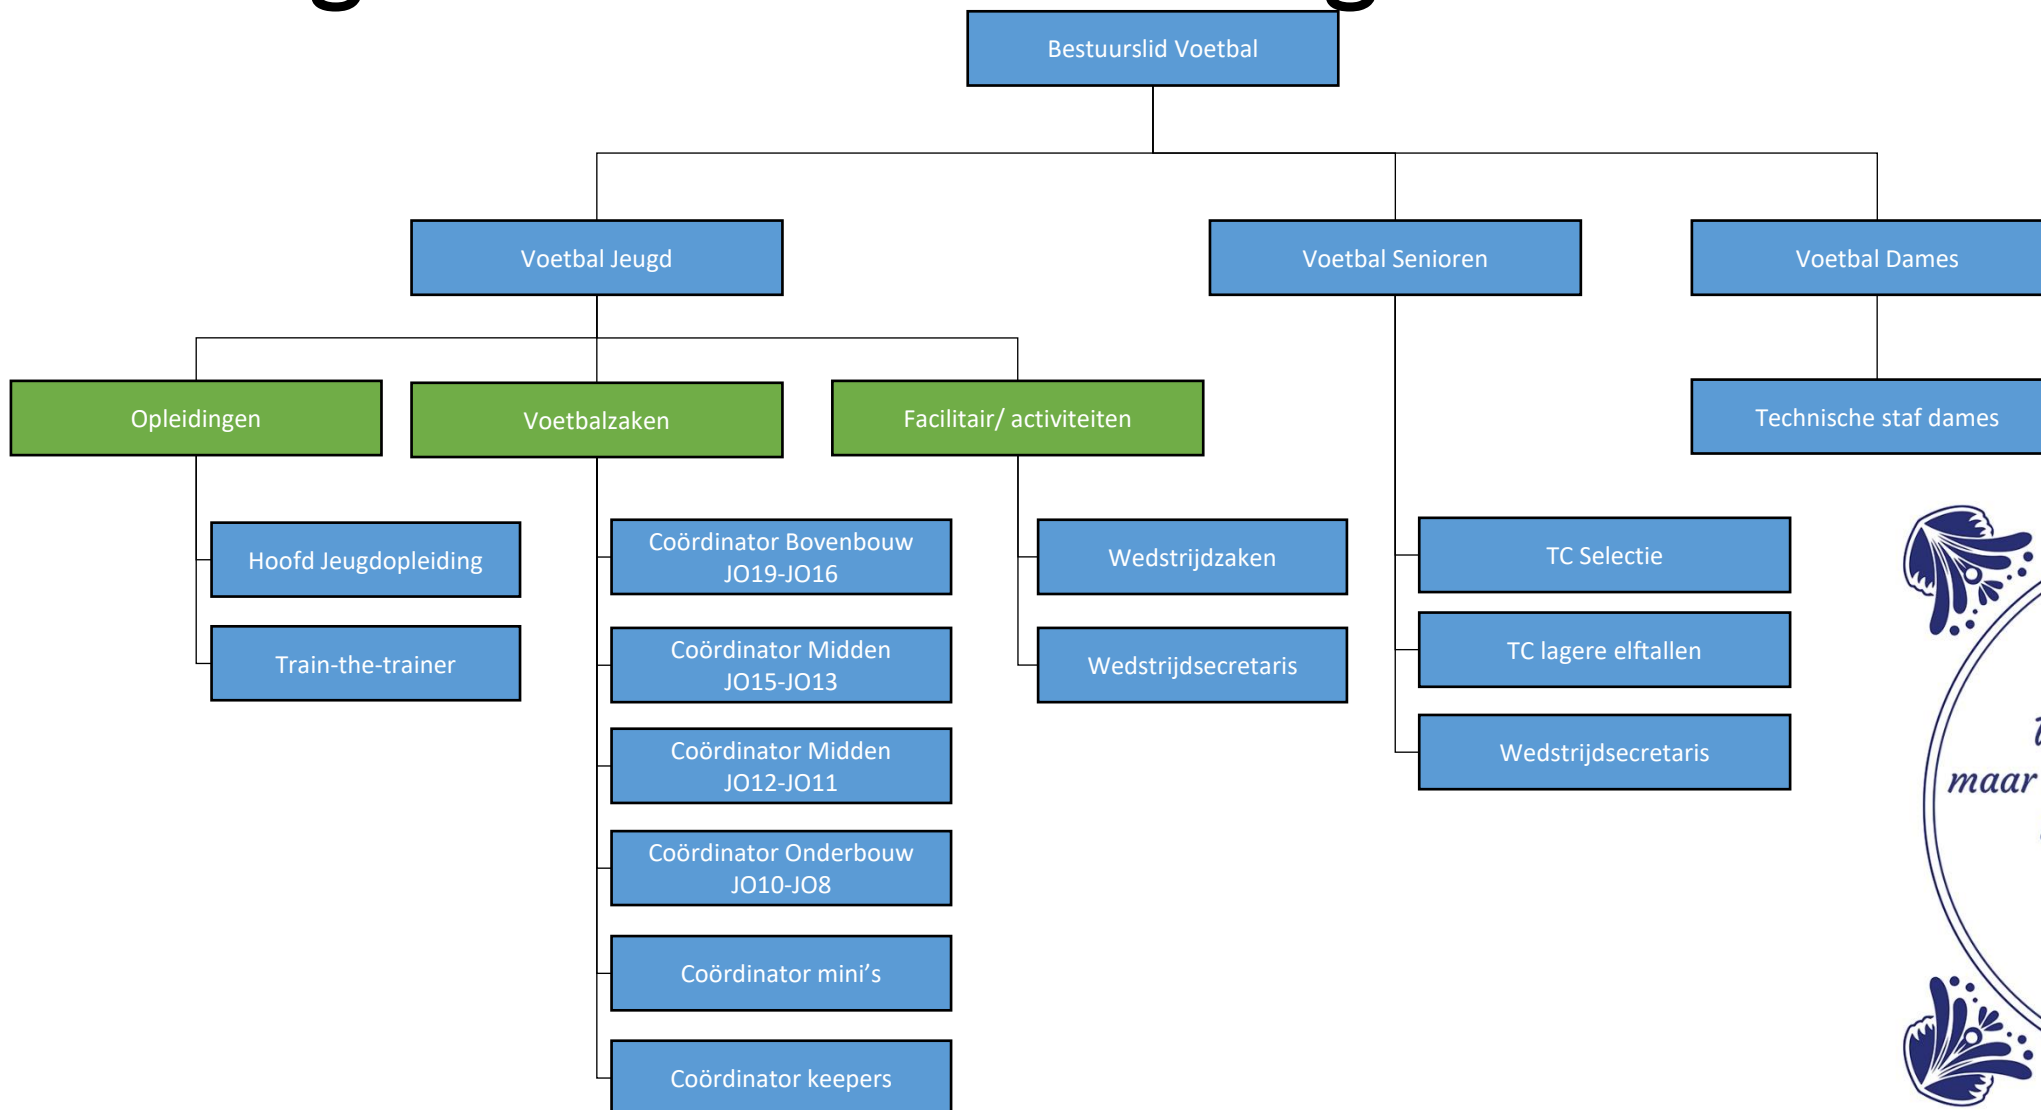 Bestuurslid Voetbal
Voetbal Jeugd
Voetbal Senioren
Voetbal Dames
Opleidingen
Voetbalzaken
Facilitair/ activiteiten
Technische staf dames
Hoofd Jeugdopleiding
Train-the-trainer
Coördinator Bovenbouw
JO19-JO16
Coördinator Midden
JO15-JO13
Coördinator Midden
JO12-JO11
Coördinator Onderbouw
JO10-JO8
Coördinator mini’s
Coördinator keepers
Wedstrijdzaken
Wedstrijdsecretaris
TC Selectie
TC lagere elftallen
Wedstrijdsecretaris
maar